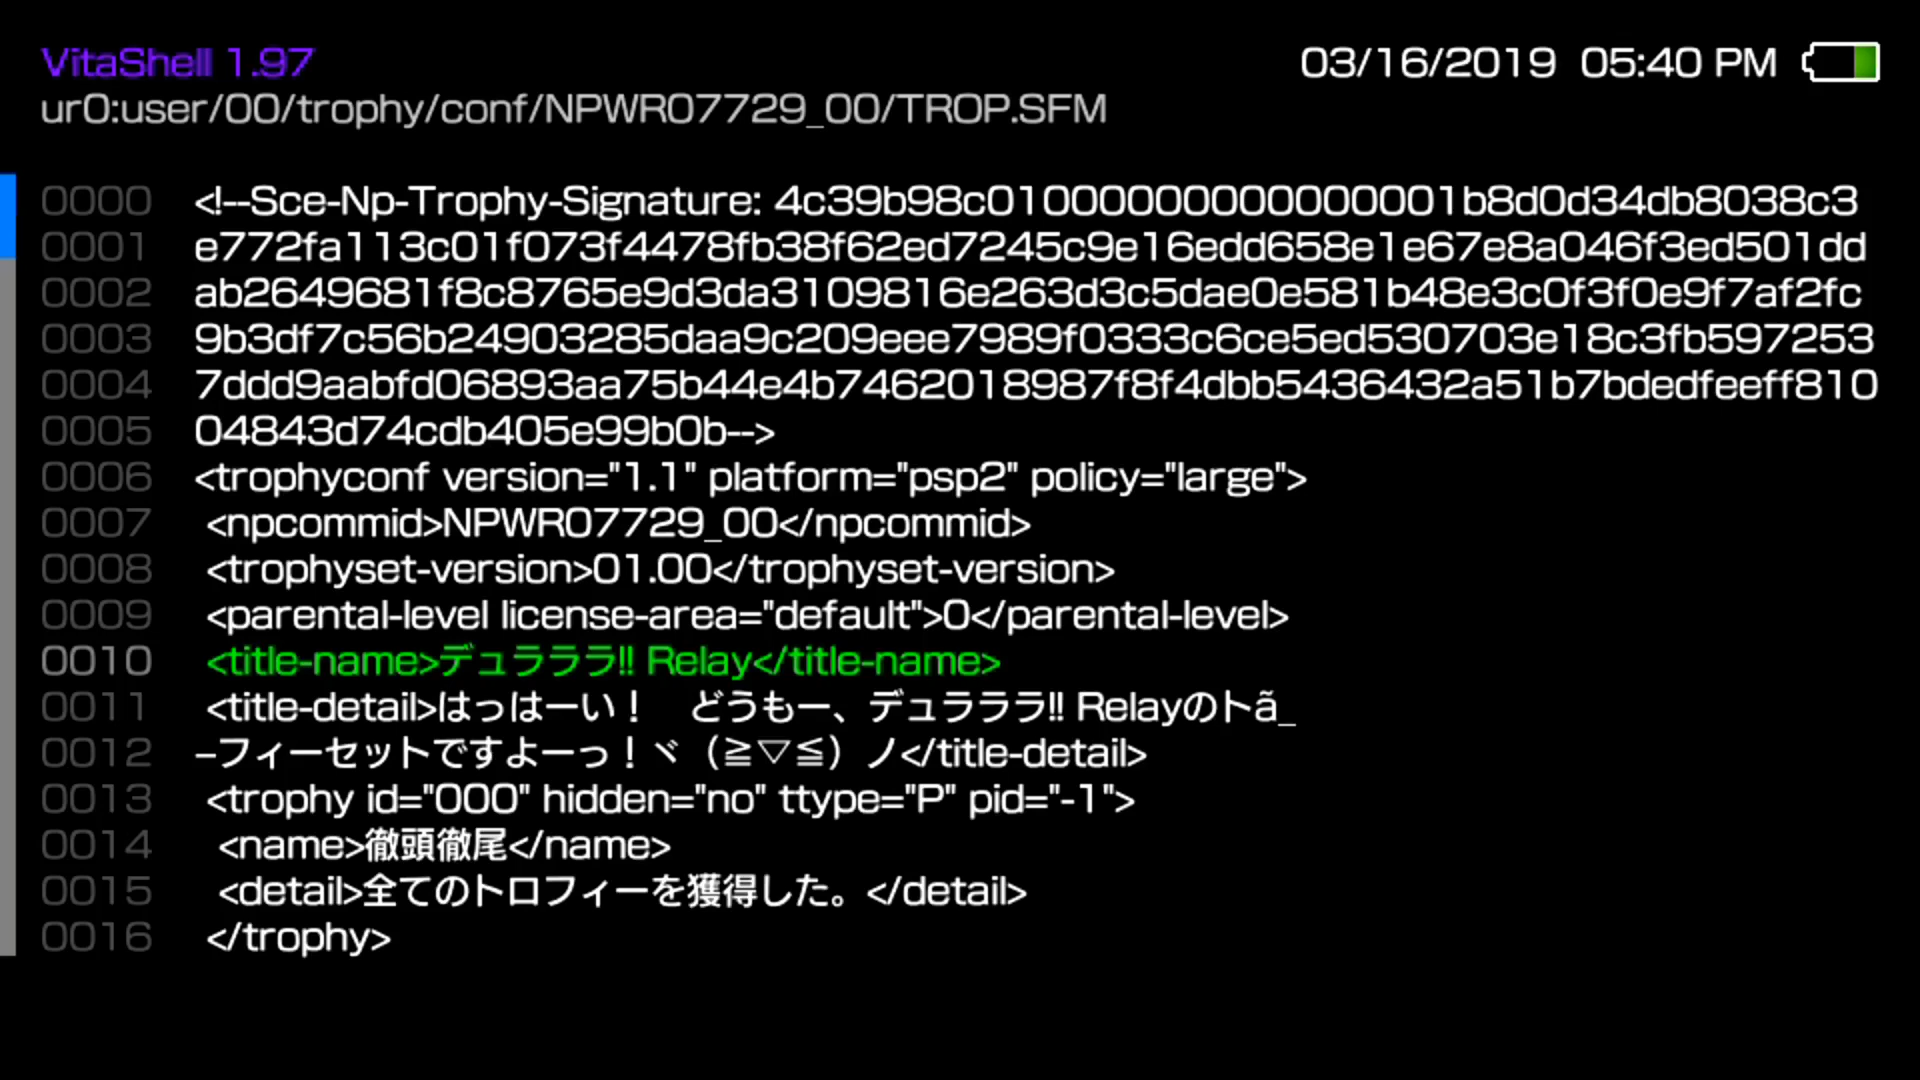 VitaShell 1.97
03/16/2019 05:40 PM
ur0:user/00/trophy/conf/NPWR07729_00/TROP.SFM
0000 <!--Sce-Np-Trophy-Signature: 4c39b98c01000000000000001b8d0d34db8038c3
0001 e772fa113c01f073f4478fb38f62ed7245c9e16edd658e1e67e8a046f3ed501dd
0002 ab2649681f8c8765e9d3da3109816e263d3c5dae0e581b48e3c0f3f0e9f7af2fc
0003 9b3df7c56b24903285daa9c209eee7989f0333c6ce5ed530703e18c3fb597253
0004 7ddd9aabfd06893aa75b44e4b7462018987f8f4dbb5436432a51b7bdedfeeff810
0005 04843d74cdb405e99b0b-->
0006 <trophyconf version="1.1" platform="psp2" policy="large">
0007 <npcommid>NPWR07729_00</npcommid>
0008 <trophyset-version>01.00</trophyset-version>
0009 <parental-level license-area="default">0</parental-level>
0010 <title-name>デュラララ!! Relay</title-name>
0011 <title-detail>はっはーい！　どうもー、デュラララ!! Relayのトã_
0012 –フィーセットですよーっ！ヾ（≧▽≦）ノ</title-detail>
0013 <trophy id="000" hidden="no" ttype="P" pid="-1">
0014 <name>徹頭徹尾</name>
0015 <detail>全てのトロフィーを獲得した。</detail>
0016 </trophy>